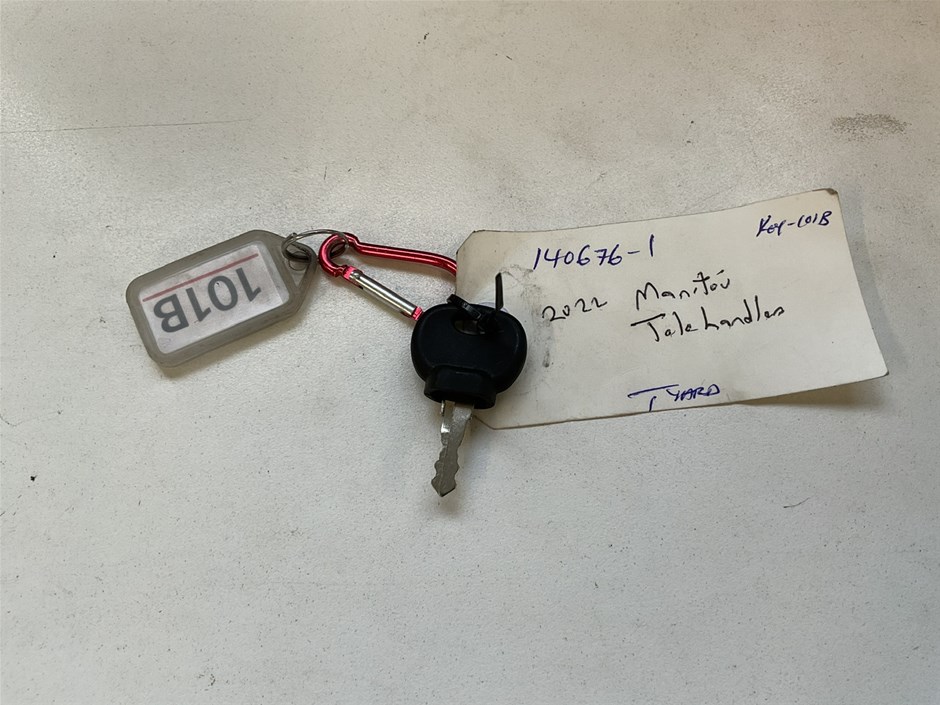 101B
Key-101B
140676-1
2022 Manitou
Telehandler
T YARD